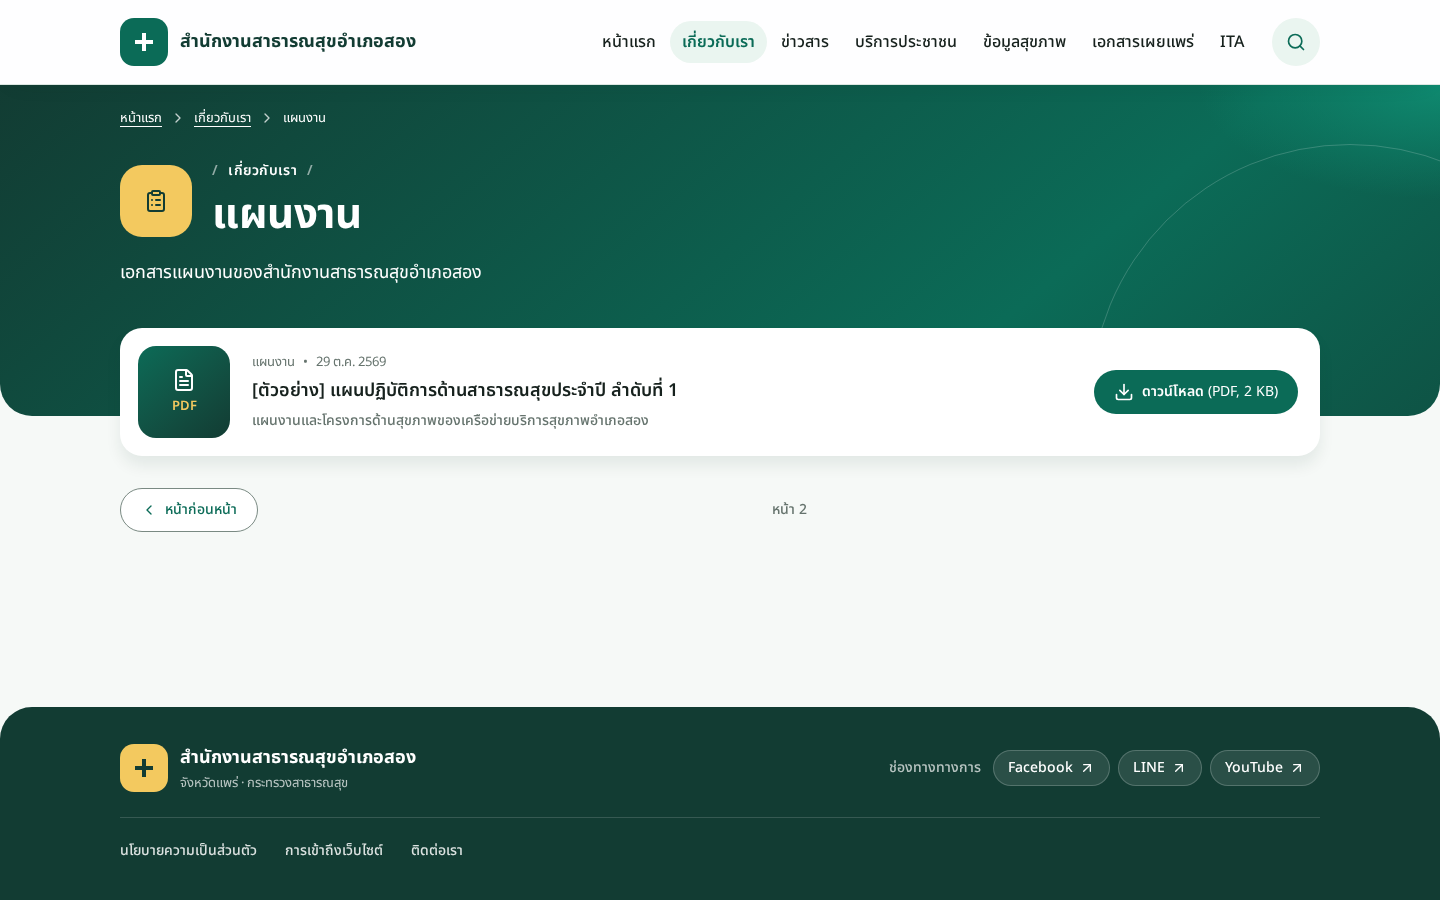 สำนักงานสาธารณสุขอำเภอสอง
หน้าแรก เกี่ยวกับเรา ข่าวสาร บริการประชาชน ข้อมูลสุขภาพ เอกสารเผยแพร่ ITA
หน้าแรก > เกี่ยวกับเรา > แผนงาน
/ เกี่ยวกับเรา /
แผนงาน
เอกสารแผนงานของสำนักงานสาธารณสุขอำเภอสอง
PDF
แผนงาน • 29 ต.ค. 2569
[ตัวอย่าง] แผนปฏิบัติการด้านสาธารณสุขประจำปี ลำดับที่ 1
แผนงานและโครงการด้านสุขภาพของเครือข่ายบริการสุขภาพอำเภอสอง
ดาวน์โหลด (PDF, 2 KB)
หน้าก่อนหน้า
หน้า 2
สำนักงานสาธารณสุขอำเภอสอง
จังหวัดแพร่ · กระทรวงสาธารณสุข
ช่องทางทางการ Facebook LINE YouTube
นโยบายความเป็นส่วนตัว การเข้าถึงเว็บไซต์ ติดต่อเรา